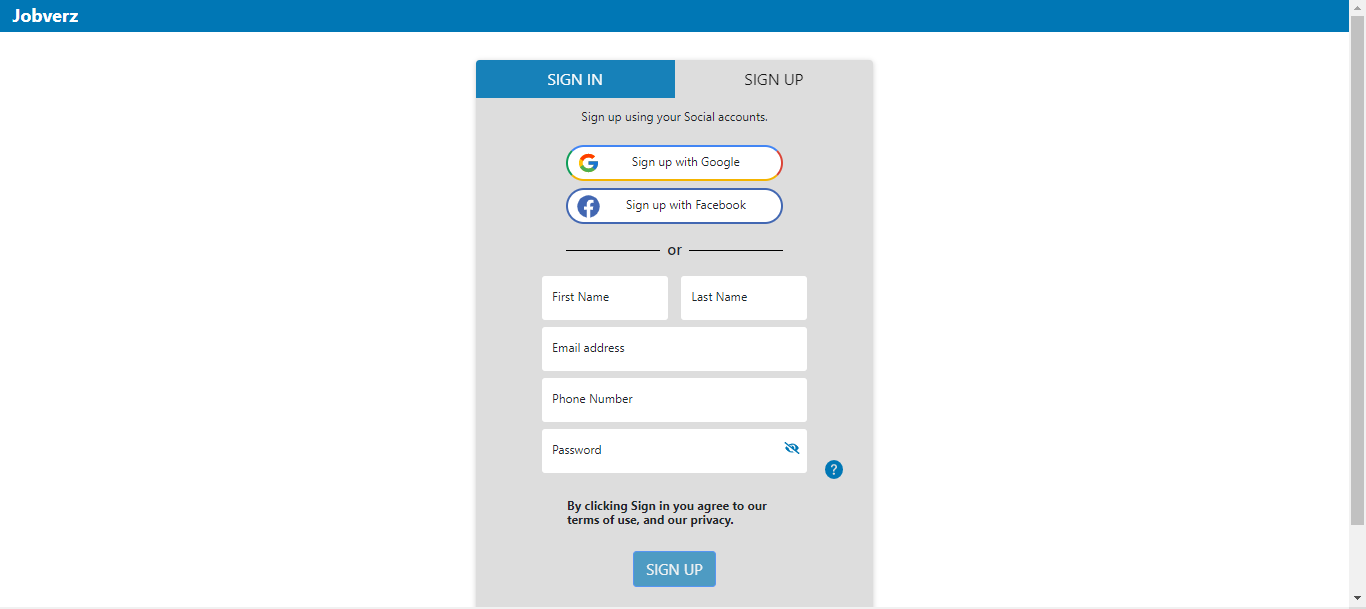 Jobverz
SIGN IN
SIGN UP
Sign up using your Social accounts.
Sign up with Google
Sign up with Facebook
or
First Name
Last Name
Email address
Phone Number
Password
?
By clicking Sign in you agree to our
terms of use, and our privacy.
SIGN UP